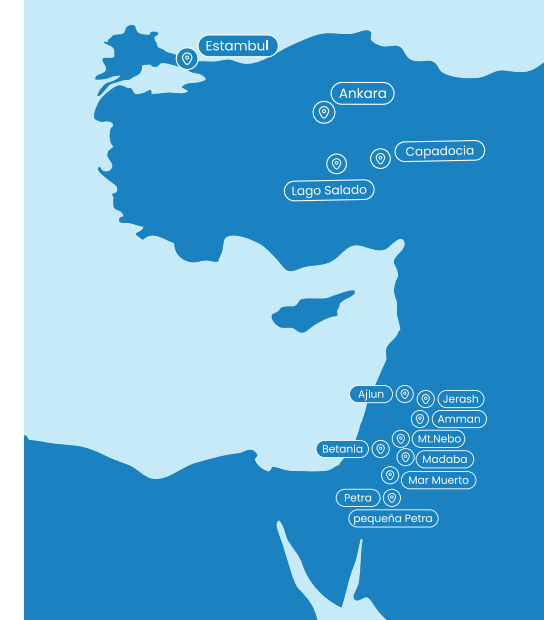 Estambul
Ankara
Capadocia
Lago Salado
Ajlun
Jerash
Amman
Mt.Nebo
Betania
Madaba
Mar Muerto
Petra
pequeña Petra